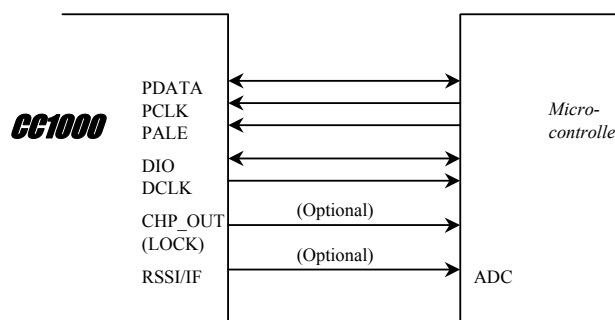 PDATA
PCLK
PALE
CC1000
Micro-
controlle
DIO
DCLK
CHP_OUT
(Optional)
(LOCK)
RSSI/IF
(Optional)
ADC